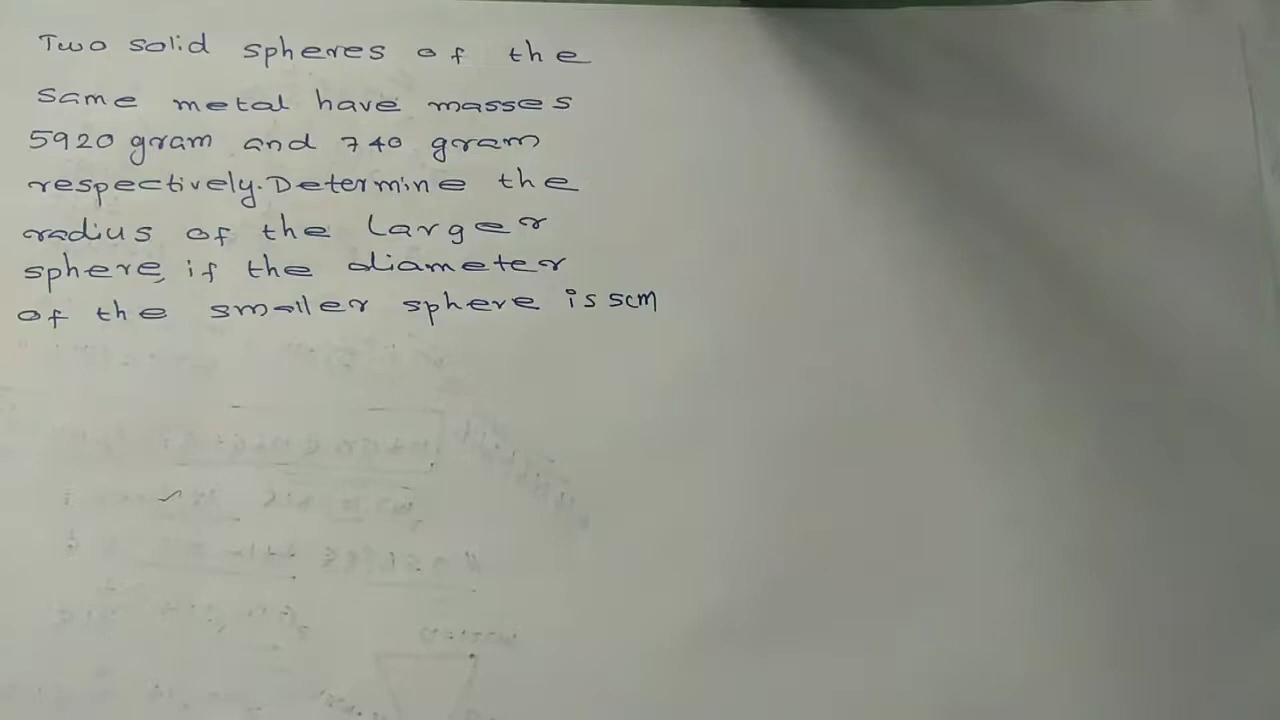 Two solid spheres of the
same metal have masses
5920 gram and 740 gram
respectively. Determine the
radius of the larger
sphere, if the diameter
of the smaller sphere is 5cm